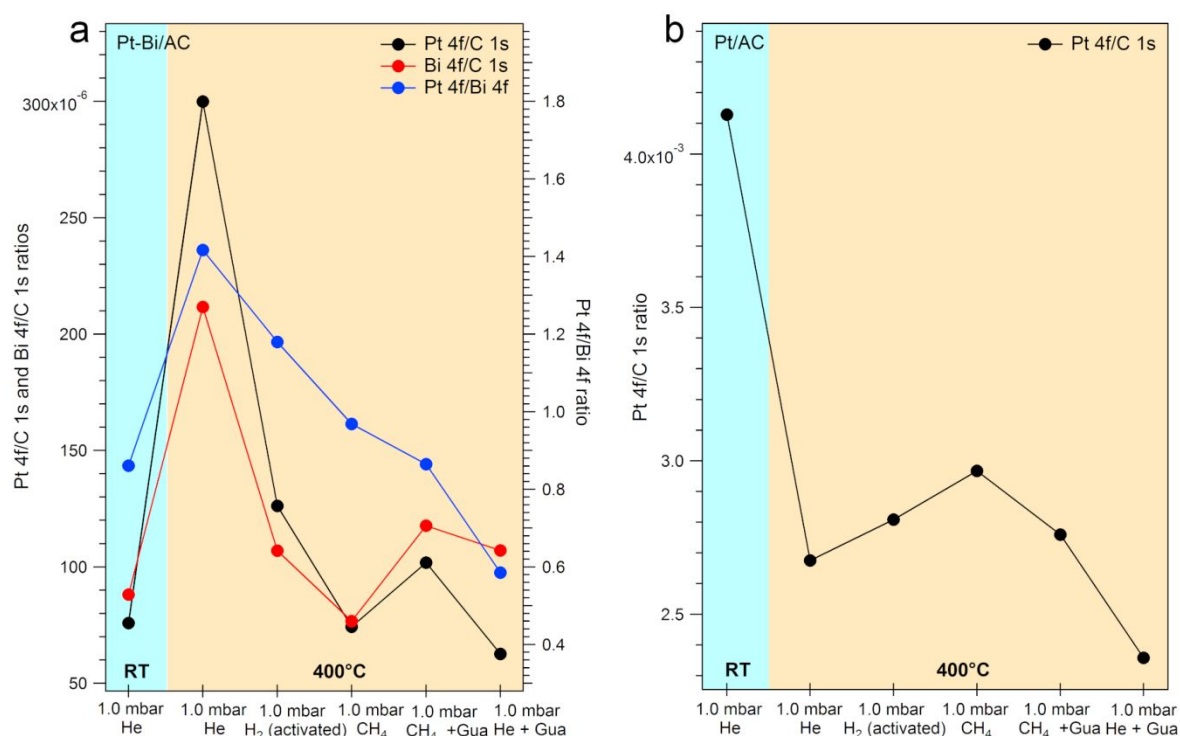 a
Pt-Bi/AC
Pt 4f/C 1s
Bi 4f/C 1s
Pt 4f/Bi 4f
300x10⁻⁶
250
200
150
100
50
Pt 4f/C 1s and Bi 4f/C 1s ratios
1.8
1.6
1.4
1.2
1.0
0.8
0.6
0.4
Pt 4f/Bi 4f ratio
RT
400°C
1.0 mbar
He
1.0 mbar
He
1.0 mbar
H₂ (activated)
1.0 mbar
CH₄
1.0 mbar
CH₄ +Gua
1.0 mbar
He + Gua
b
Pt/AC
Pt 4f/C 1s
4.0x10⁻³
3.5
3.0
2.5
Pt 4f/C 1s ratio
RT
400°C
1.0 mbar
He
1.0 mbar
He
1.0 mbar
H₂ (activated)
1.0 mbar
CH₄
1.0 mbar
CH₄ +Gua
1.0 mbar
He + Gua